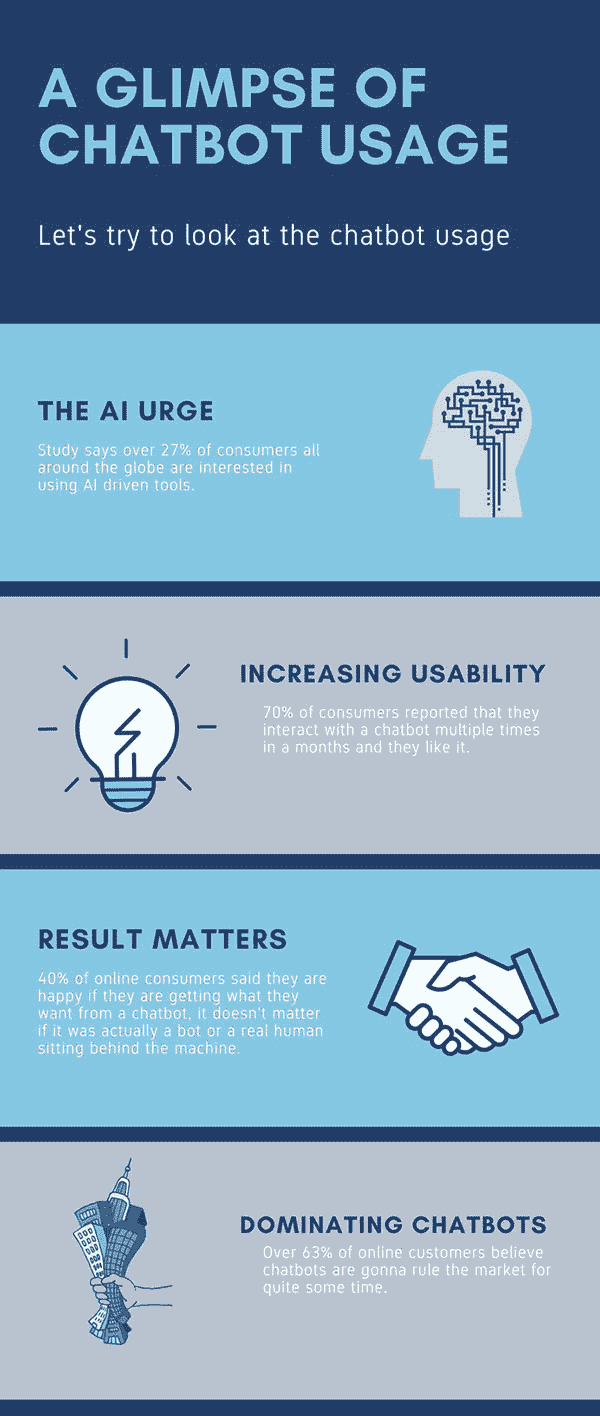 A GLIMPSE OF
CHATBOT USAGE
Let's try to look at the chatbot usage
THE AI URGE
Study says over 27% of consumers all
around the globe are interested in
using AI driven tools.
INCREASING USABILITY
70% of consumers reported that they
interact with a chatbot multiple times
in a months and they like it.
RESULT MATTERS
40% of online consumers said they are
happy if they are getting what they
want from a chatbot, it doesn't matter
if it was actually a bot or a real human
sitting behind the machine.
DOMINATING CHATBOTS
Over 63% of online customers believe
chatbots are gonna rule the market for
quite some time.